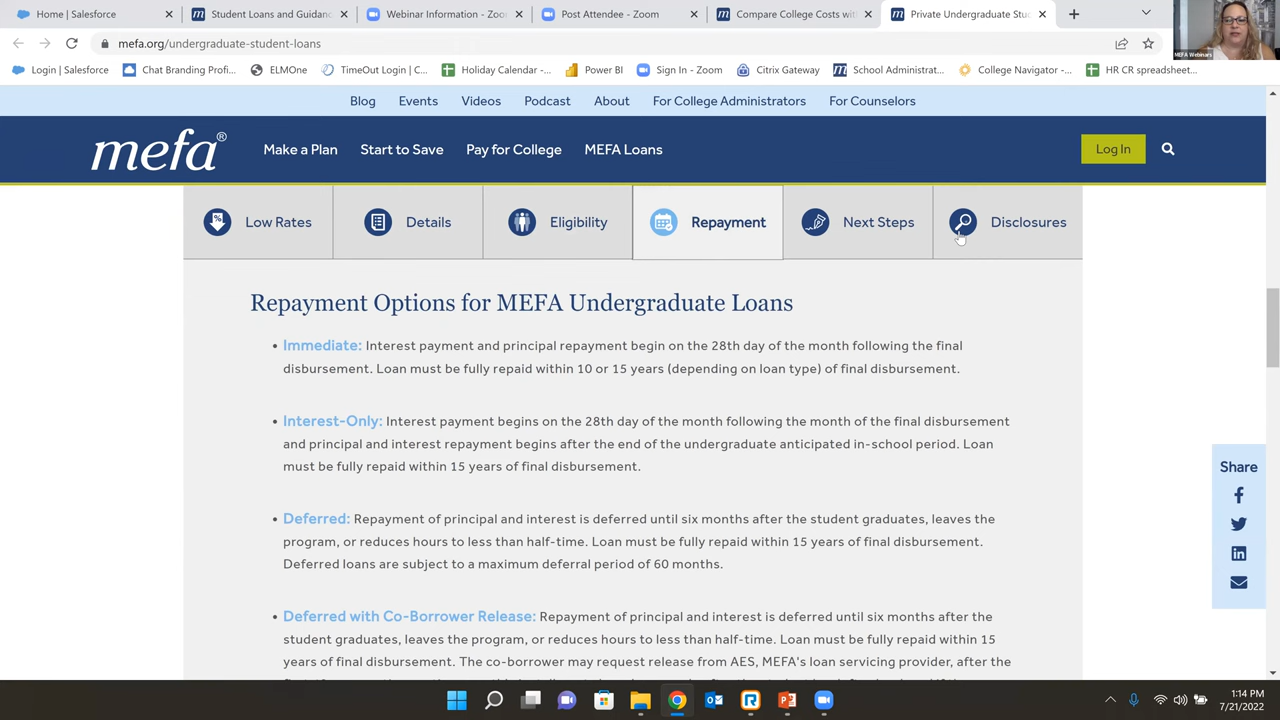 Home | Salesforce
Student Loans and Guidanc
Webinar Information - Zoo
Post Attendee - Zoom
Compare College Costs with
Private Undergraduate Stu
mefa.org/undergraduate-student-loans
MEFA Webinars
Login | Salesforce
Chat Branding Profi...
ELMOne
TimeOut Login | C...
Holiday Calendar -...
Power BI
Sign In - Zoom
Citrix Gateway
School Administrat...
College Navigator -...
HR CR spreadsheet...
Blog
Events
Videos
Podcast
About
For College Administrators
For Counselors
mefa®
Make a Plan
Start to Save
Pay for College
MEFA Loans
Log In
Low Rates
Details
Eligibility
Repayment
Next Steps
Disclosures
Repayment Options for MEFA Undergraduate Loans
• Immediate: Interest payment and principal repayment begin on the 28th day of the month following the final
disbursement. Loan must be fully repaid within 10 or 15 years (depending on loan type) of final disbursement.
• Interest-Only: Interest payment begins on the 28th day of the month following the month of the final disbursement
and principal and interest repayment begins after the end of the undergraduate anticipated in-school period. Loan
must be fully repaid within 15 years of final disbursement.
• Deferred: Repayment of principal and interest is deferred until six months after the student graduates, leaves the
program, or reduces hours to less than half-time. Loan must be fully repaid within 15 years of final disbursement.
Deferred loans are subject to a maximum deferral period of 60 months.
• Deferred with Co-Borrower Release: Repayment of principal and interest is deferred until six months after the
student graduates, leaves the program, or reduces hours to less than half-time. Loan must be fully repaid within 15
years of final disbursement. The co-borrower may request release from AES, MEFA's loan servicing provider, after the
Share
1:14 PM
7/21/2022